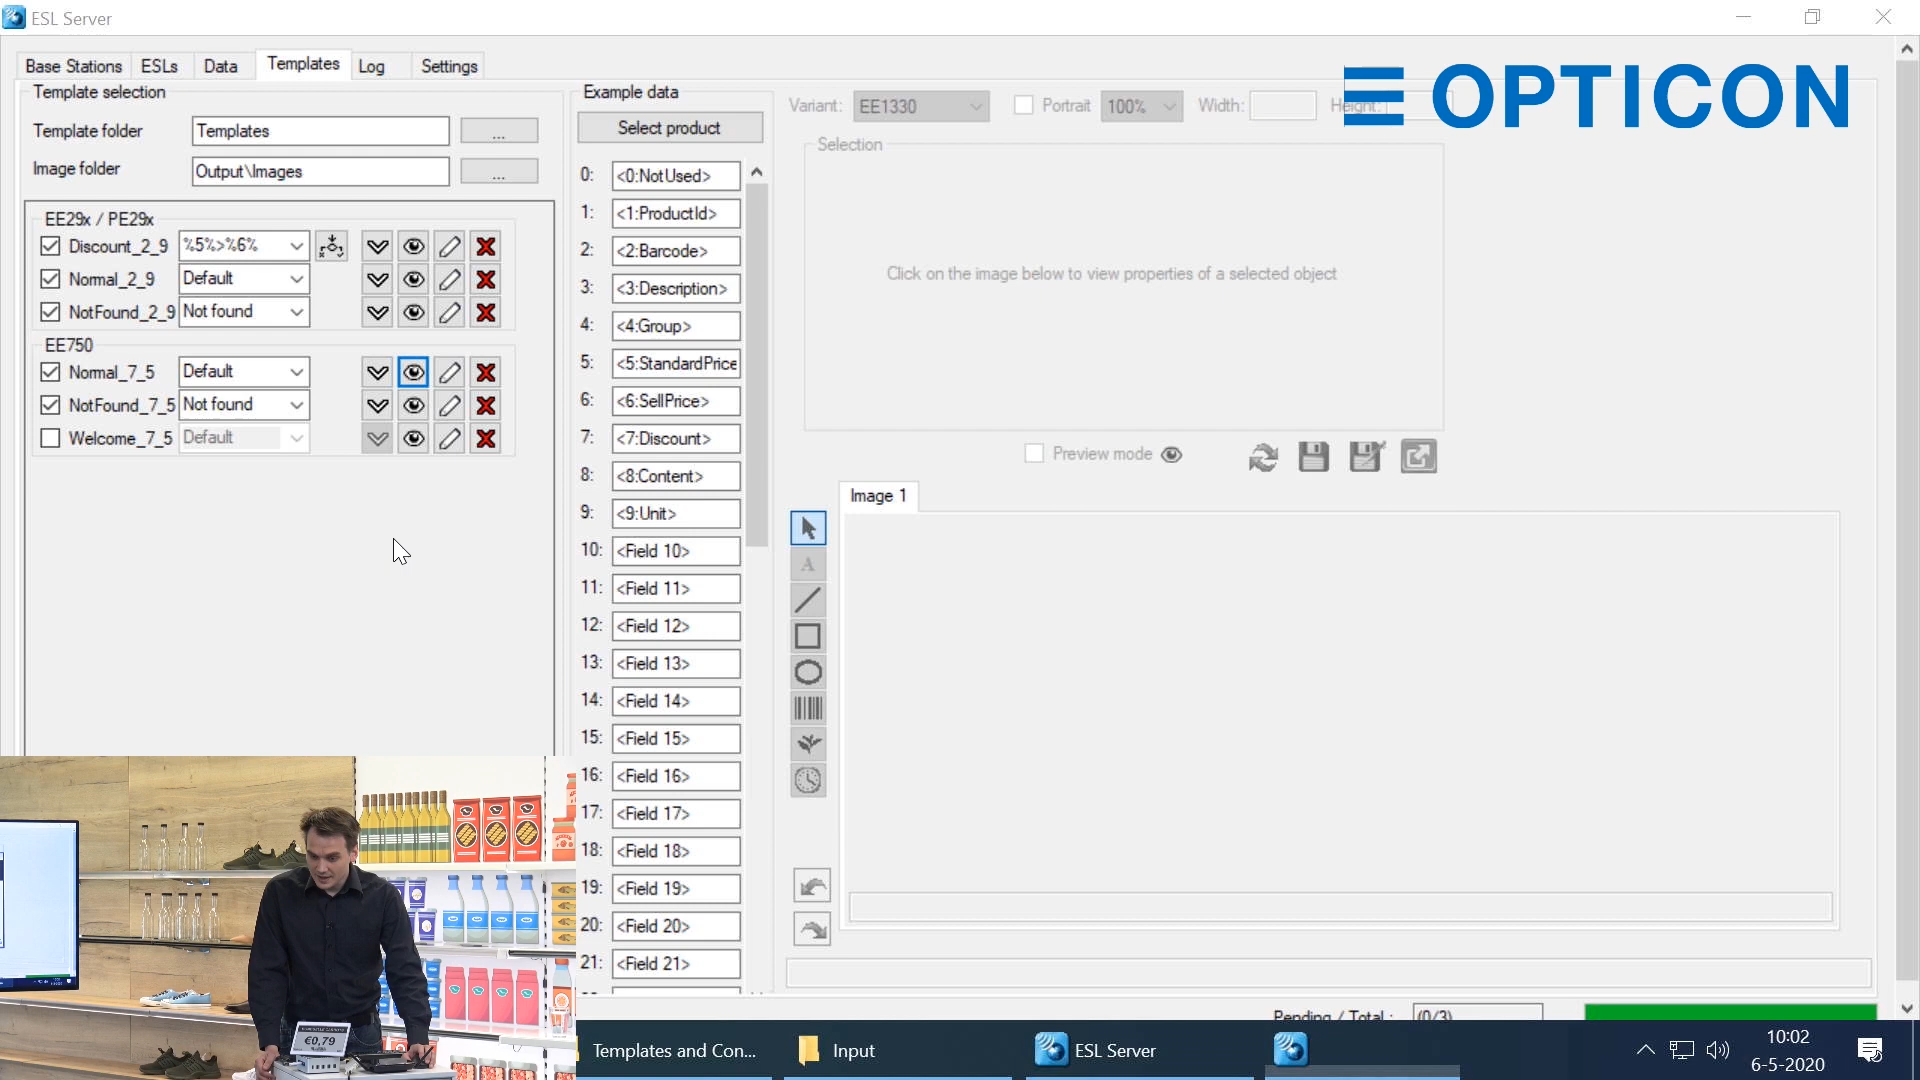 ESL Server
Base Stations ESLs Data Templates Log Settings
OPTICON
Template selection
Template folder Templates ...
Image folder Output\Images ...
EE29x / PE29x
Discount_2_9 %5%>%6%
Normal_2_9 Default
NotFound_2_9 Not found
EE750
Normal_7_5 Default
NotFound_7_5 Not found
Welcome_7_5 Default
Example data
Select product
0: <0:NotUsed>
1: <1:ProductId>
2: <2:Barcode>
3: <3:Description>
4: <4:Group>
5: <5:StandardPrice
6: <6:SellPrice>
7: <7:Discount>
8: <8:Content>
9: <9:Unit>
10: <Field 10>
11: <Field 11>
12: <Field 12>
13: <Field 13>
14: <Field 14>
15: <Field 15>
16: <Field 16>
17: <Field 17>
18: <Field 18>
19: <Field 19>
20: <Field 20>
21: <Field 21>
Variant: EE1330 Portrait 100% Width: Height:
Selection
Click on the image below to view properties of a selected object
Preview mode
Image 1
A
Pending / Total : (0/3)
€0,79
Templates and Con... Input ESL Server
10:02
6-5-2020